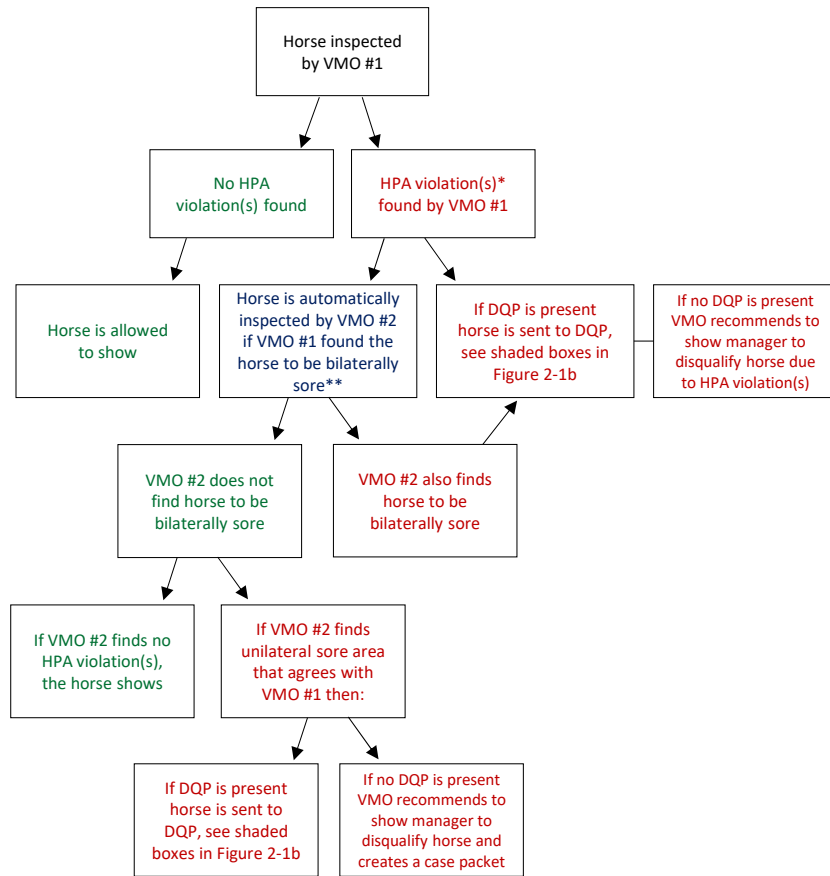 Horse inspected
by VMO #1
No HPA
violation(s) found
HPA violation(s)*
found by VMO #1
Horse is allowed
to show
Horse is automatically
inspected by VMO #2
if VMO #1 found the
horse to be bilaterally
sore**
If DQP is present
horse is sent to DQP,
see shaded boxes in
Figure 2-1b
If no DQP is present
VMO recommends to
show manager to
disqualify horse due
to HPA violation(s)
VMO #2 does not
find horse to be
bilaterally sore
VMO #2 also finds
horse to be
bilaterally sore
If VMO #2 finds no
HPA violation(s),
the horse shows
If VMO #2 finds
unilateral sore area
that agrees with
VMO #1 then:
If DQP is present
horse is sent to
DQP, see shaded
boxes in Figure 2-1b
If no DQP is present
VMO recommends to
show manager to
disqualify horse and
creates a case packet